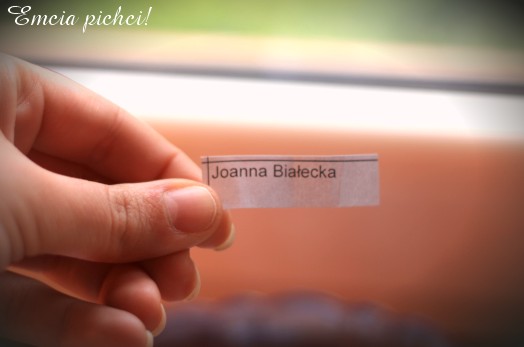 Emcia pichci!
Joanna Białecka